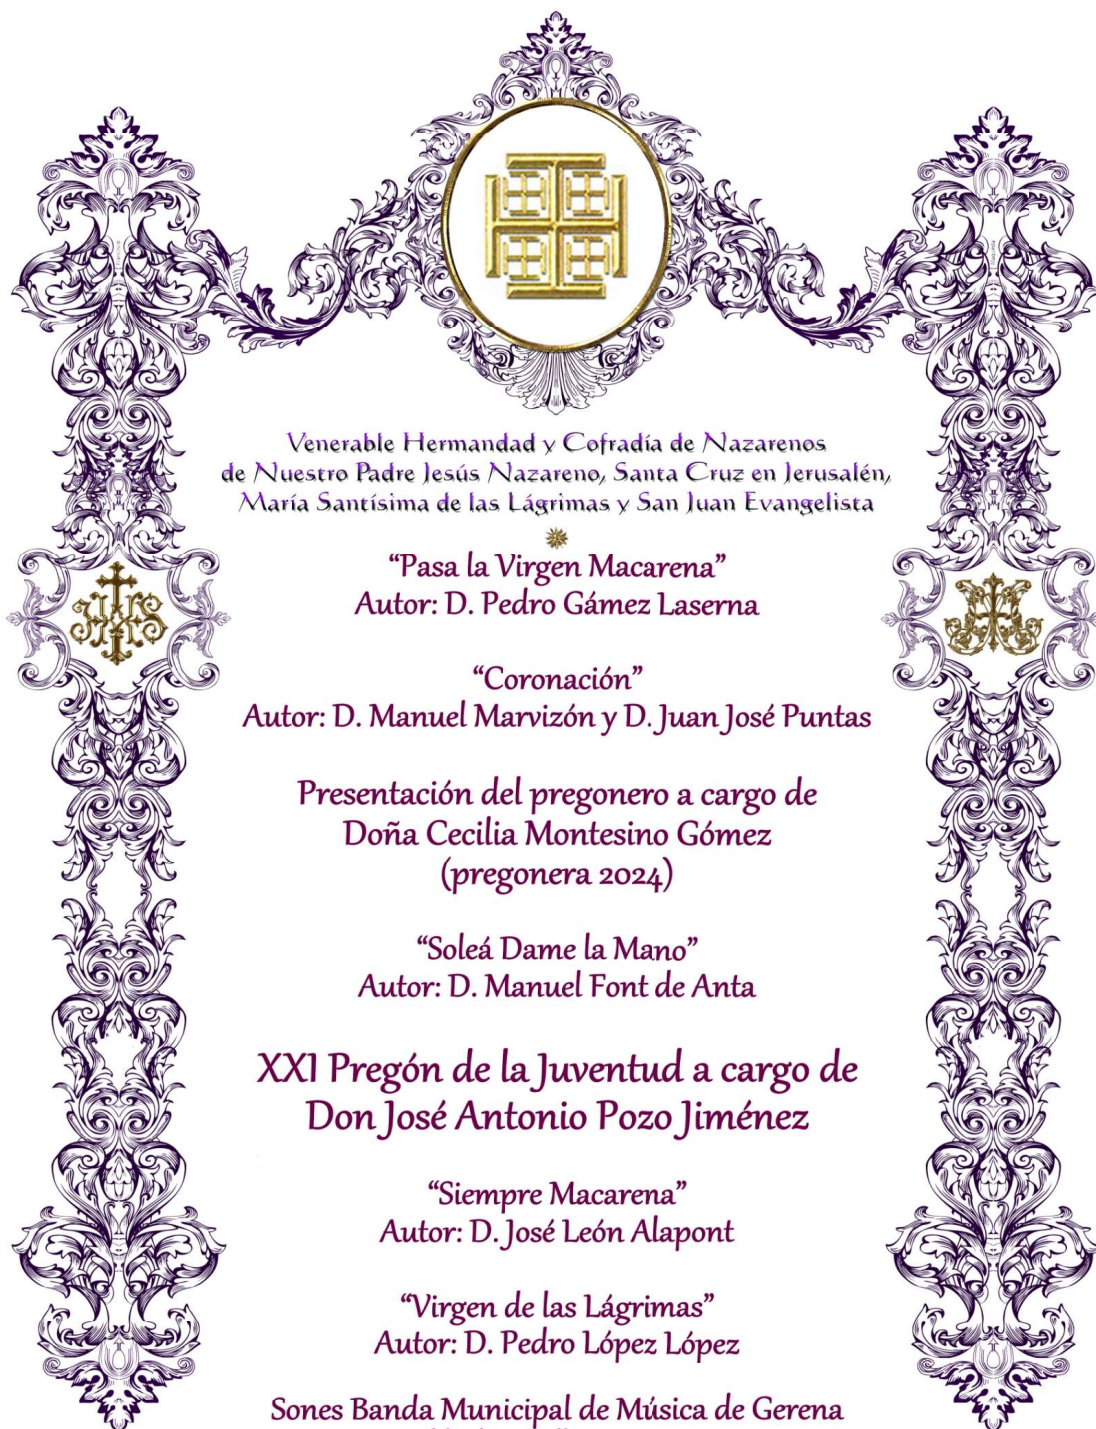 Venerable Hermandad y Cofradía de Nazarenos
de Nuestro Padre Jesús Nazareno, Santa Cruz en Jerusalén,
María Santísima de las Lágrimas y San Juan Evangelista
“Pasa la Virgen Macarena”
Autor: D. Pedro Gámez Laserna
“Coronación”
Autor: D. Manuel Marvizón y D. Juan José Puntas
Presentación del pregonero a cargo de
Doña Cecilia Montesino Gómez
(pregonera 2024)
“Soleá Dame la Mano”
Autor: D. Manuel Font de Anta
XXI Pregón de la Juventud a cargo de
Don José Antonio Pozo Jiménez
“Siempre Macarena”
Autor: D. José León Alapont
“Virgen de las Lágrimas”
Autor: D. Pedro López López
Sones Banda Municipal de Música de Gerena